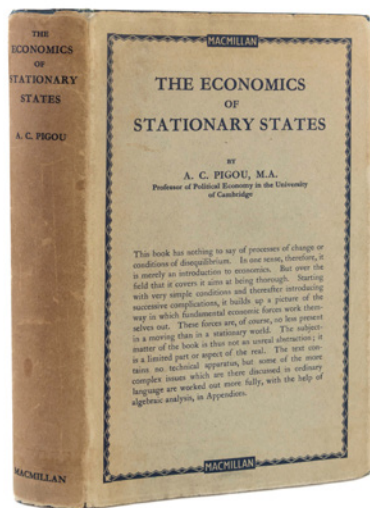 THE
ECONOMICS
OF
STATIONARY
STATES
A. C. PIGOU
MACMILLAN
MACMILLAN
THE ECONOMICS
OF
STATIONARY STATES
BY
A. C. PIGOU, M.A.
Professor of Political Economy in the University
of Cambridge
This book has nothing to say of processes of change or
conditions of disequilibrium. In one sense, therefore, it
is merely an introduction to economics. But over the
field that it covers it aims at being thorough. Starting
with very simple conditions and thereafter introducing
successive complications, it builds up a picture of the
way in which fundamental economic forces work them-
selves out. These forces are, of course, no less present
in a moving than in a stationary world. The subject-
matter of the book is thus not an unreal abstraction; it
is a limited part or aspect of the real. The text con-
tains no technical apparatus, but some of the more
complex issues which are there discussed in ordinary
language are worked out more fully, with the help of
algebraic analysis, in Appendices.
MACMILLAN